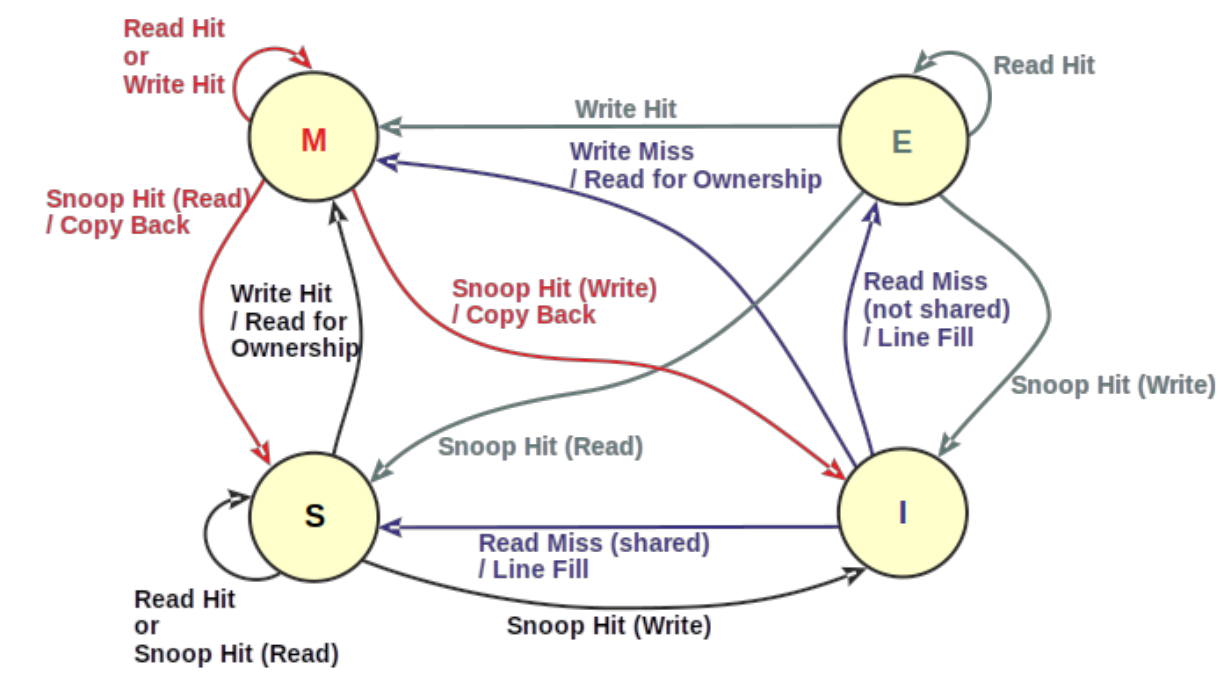 Read Hit
or
Write Hit
M
Write Hit
E
Read Hit
Write Miss
/ Read for Ownership
Snoop Hit (Read)
/ Copy Back
Write Hit
/ Read for
Ownership
Snoop Hit (Write)
/ Copy Back
Read Miss
(not shared)
/ Line Fill
Snoop Hit (Write)
Snoop Hit (Read)
S
I
Read Miss (shared)
/ Line Fill
Read Hit
or
Snoop Hit (Read)
Snoop Hit (Write)